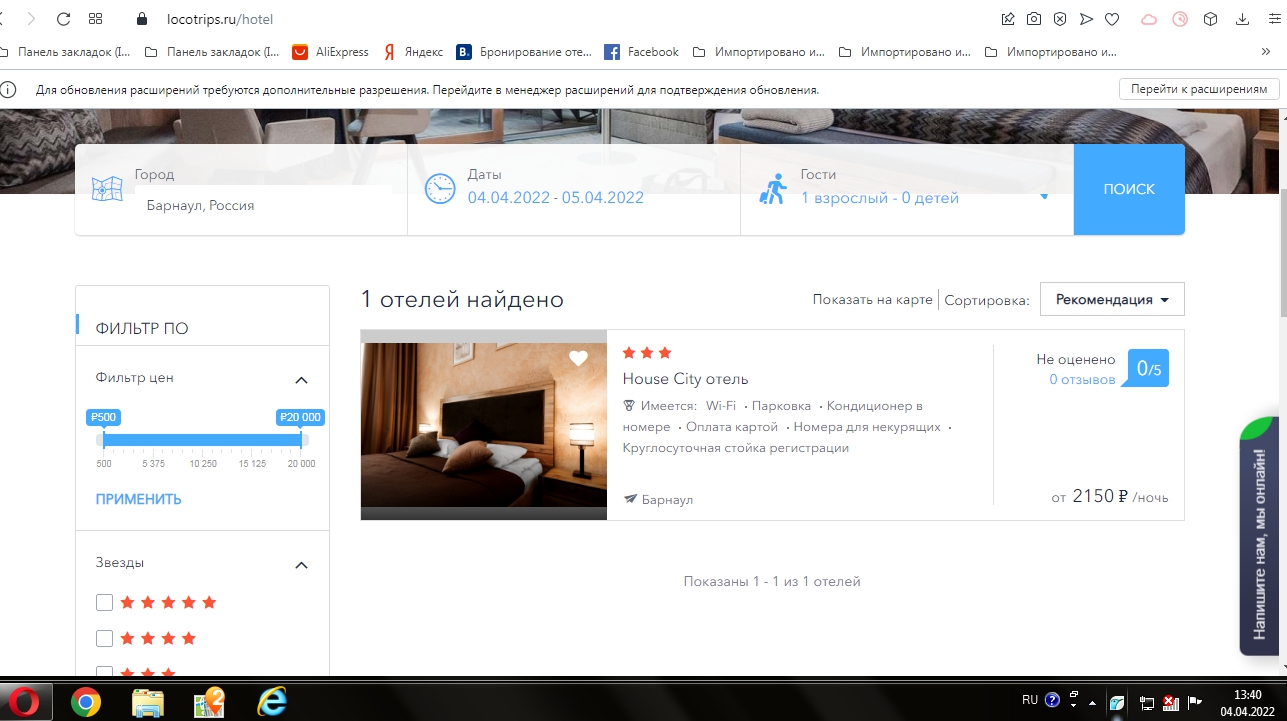 locotrips.ru/hotel
Панель закладок (I...
Панель закладок (I...
AliExpress
Яндекс
Бронирование оте...
Facebook
Импортировано и...
Импортировано и...
Импортировано и...
Для обновления расширений требуются дополнительные разрешения. Перейдите в менеджер расширений для подтверждения обновления.
Перейти к расширениям
Город
Барнаул, Россия
Даты
04.04.2022 - 05.04.2022
Гости
1 взрослый - 0 детей
ПОИСК
ФИЛЬТР ПО
Фильтр цен
₽500
₽20 000
500 5 375 10 250 15 125 20 000
ПРИМЕНИТЬ
Звезды
1 отелей найдено
Показать на карте
Сортировка:
Рекомендация
House City отель
Имеется: Wi-Fi · Парковка · Кондиционер в
номере · Оплата картой · Номера для некурящих ·
Круглосуточная стойка регистрации
Барнаул
Не оценено
0 отзывов
0/5
от 2150 ₽ /ночь
Показаны 1 - 1 из 1 отелей
Напишите нам, мы онлайн!
RU
13:40
04.04.2022